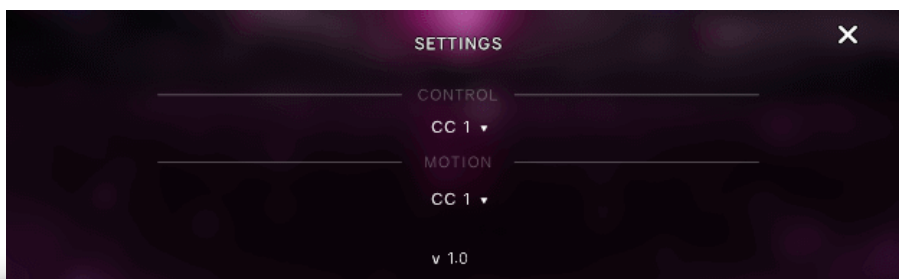 SETTINGS
CONTROL
CC 1
MOTION
CC 1
v 1.0